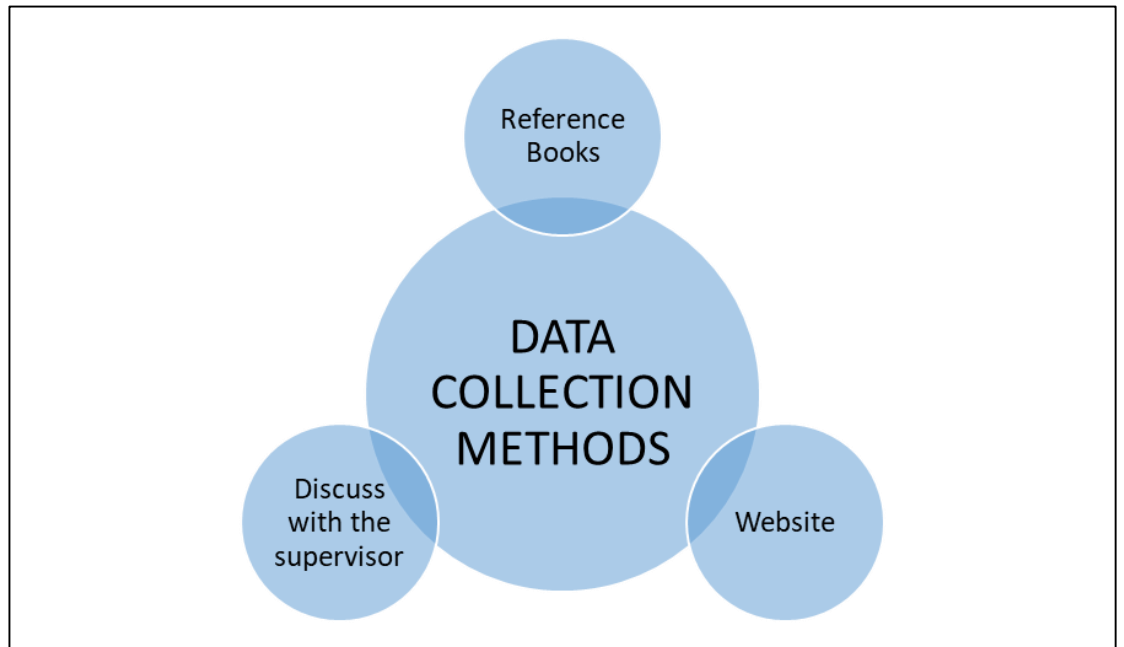 Reference
Books
DATA
COLLECTION
METHODS
Discuss
with the
supervisor
Website